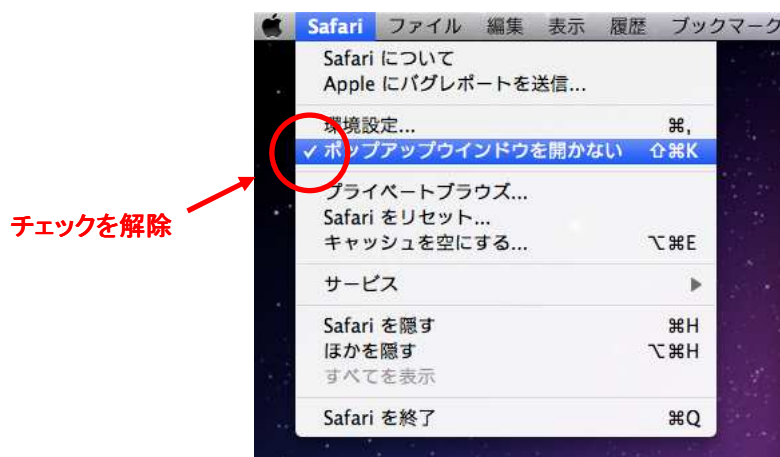 Safari ファイル 編集 表示 履歴 ブックマーク
Safari について
Apple にバグレポートを送信...
環境設定... ⌘,
✓ ポップアップウインドウを開かない ⇧⌘K
チェックを解除
プライベートブラウズ...
Safari をリセット...
キャッシュを空にする... ⌥⌘E
サービス ▶
Safari を隠す ⌘H
ほかを隠す ⌥⌘H
すべてを表示
Safari を終了 ⌘Q